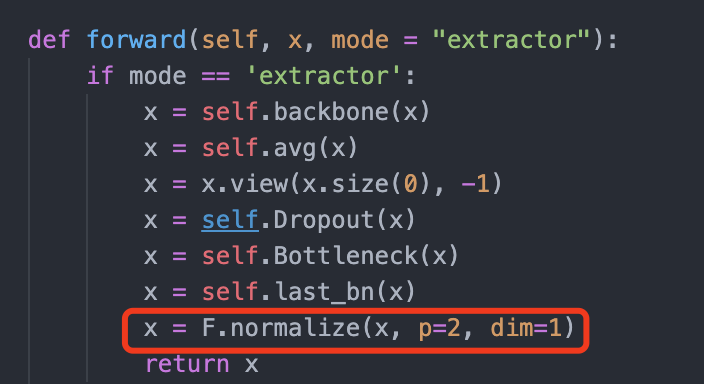 def forward(self, x, mode = "extractor"):
if mode == 'extractor':
x = self.backbone(x)
x = self.avg(x)
x = x.view(x.size(0), -1)
x = self.Dropout(x)
x = self.Bottleneck(x)
x = self.last_bn(x)
x = F.normalize(x, p=2, dim=1)
return x